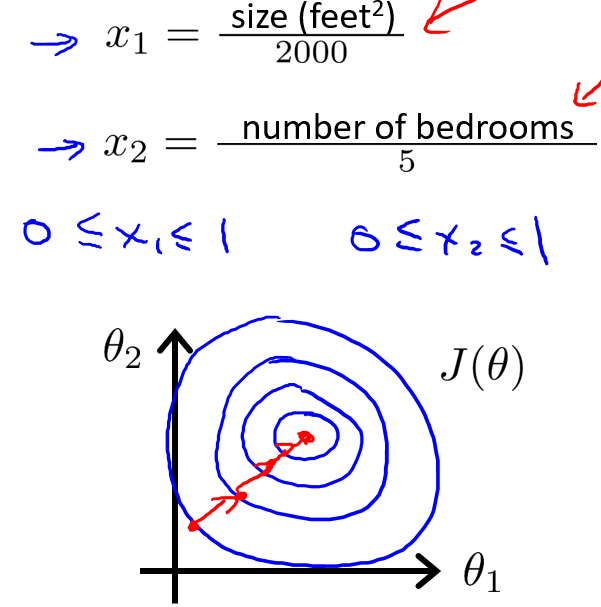 → x₁ = size (feet²) / 2000
→ x₂ = number of bedrooms / 5
0 ≤ x₁ ≤ 1 0 ≤ x₂ ≤ 1
θ₂ J(θ)
θ₁